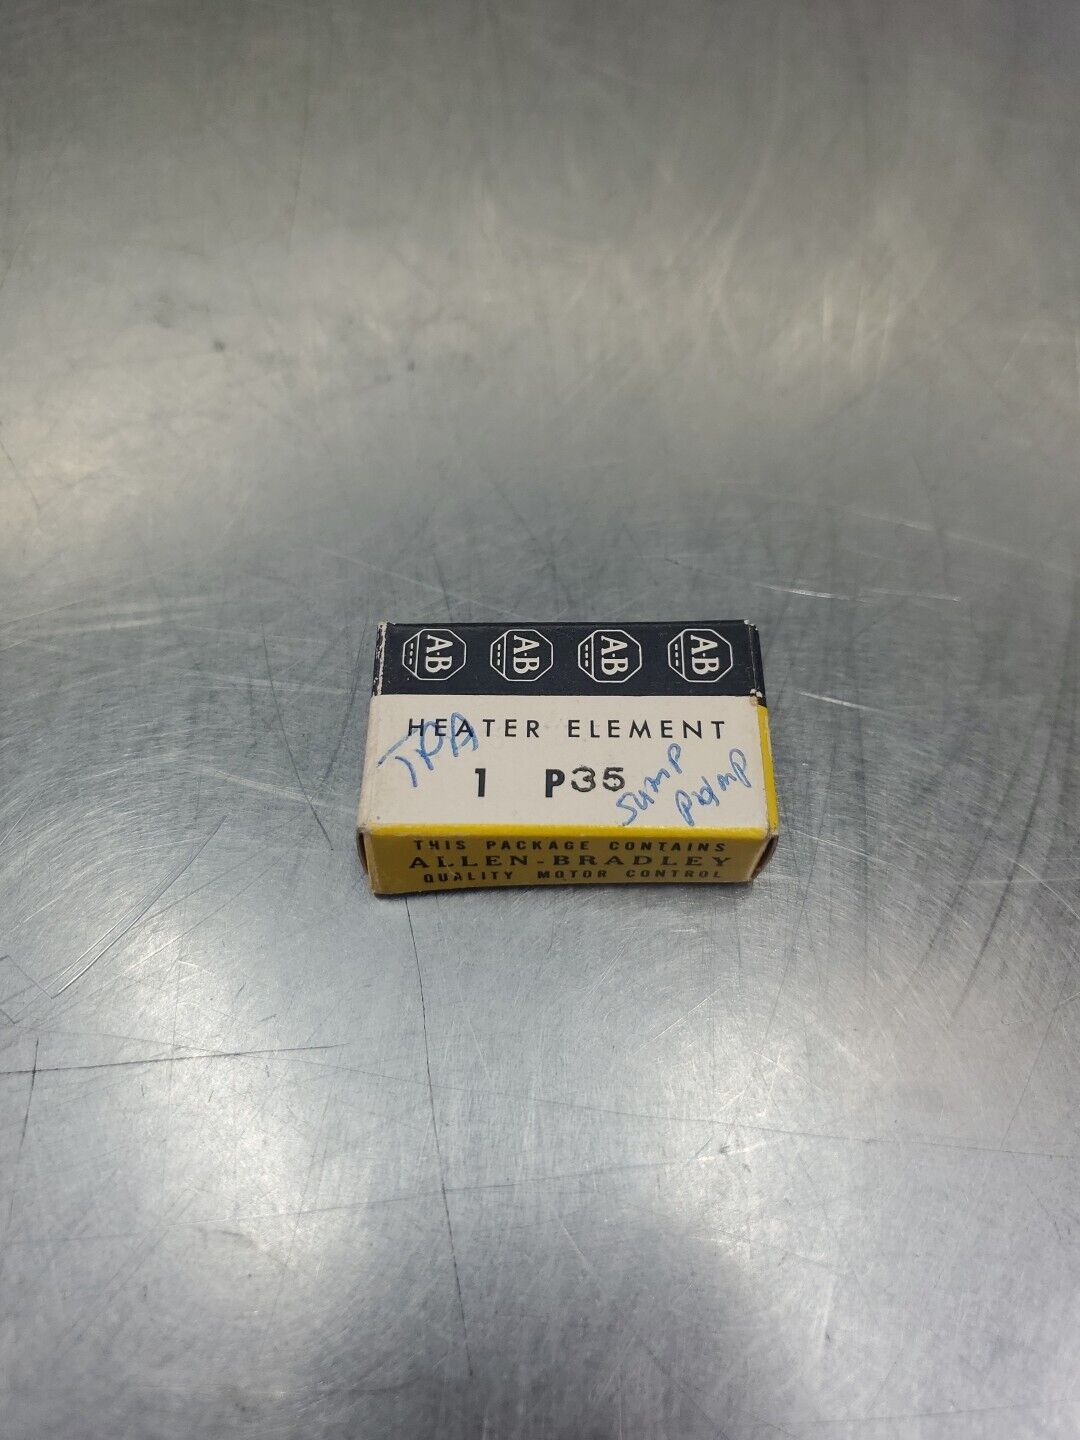 A·B A·B A·B A·B
HEATER ELEMENT
TPA
1 P35
sump
pump
THIS PACKAGE CONTAINS
ALLEN-BRADLEY
QUALITY MOTOR CONTROL